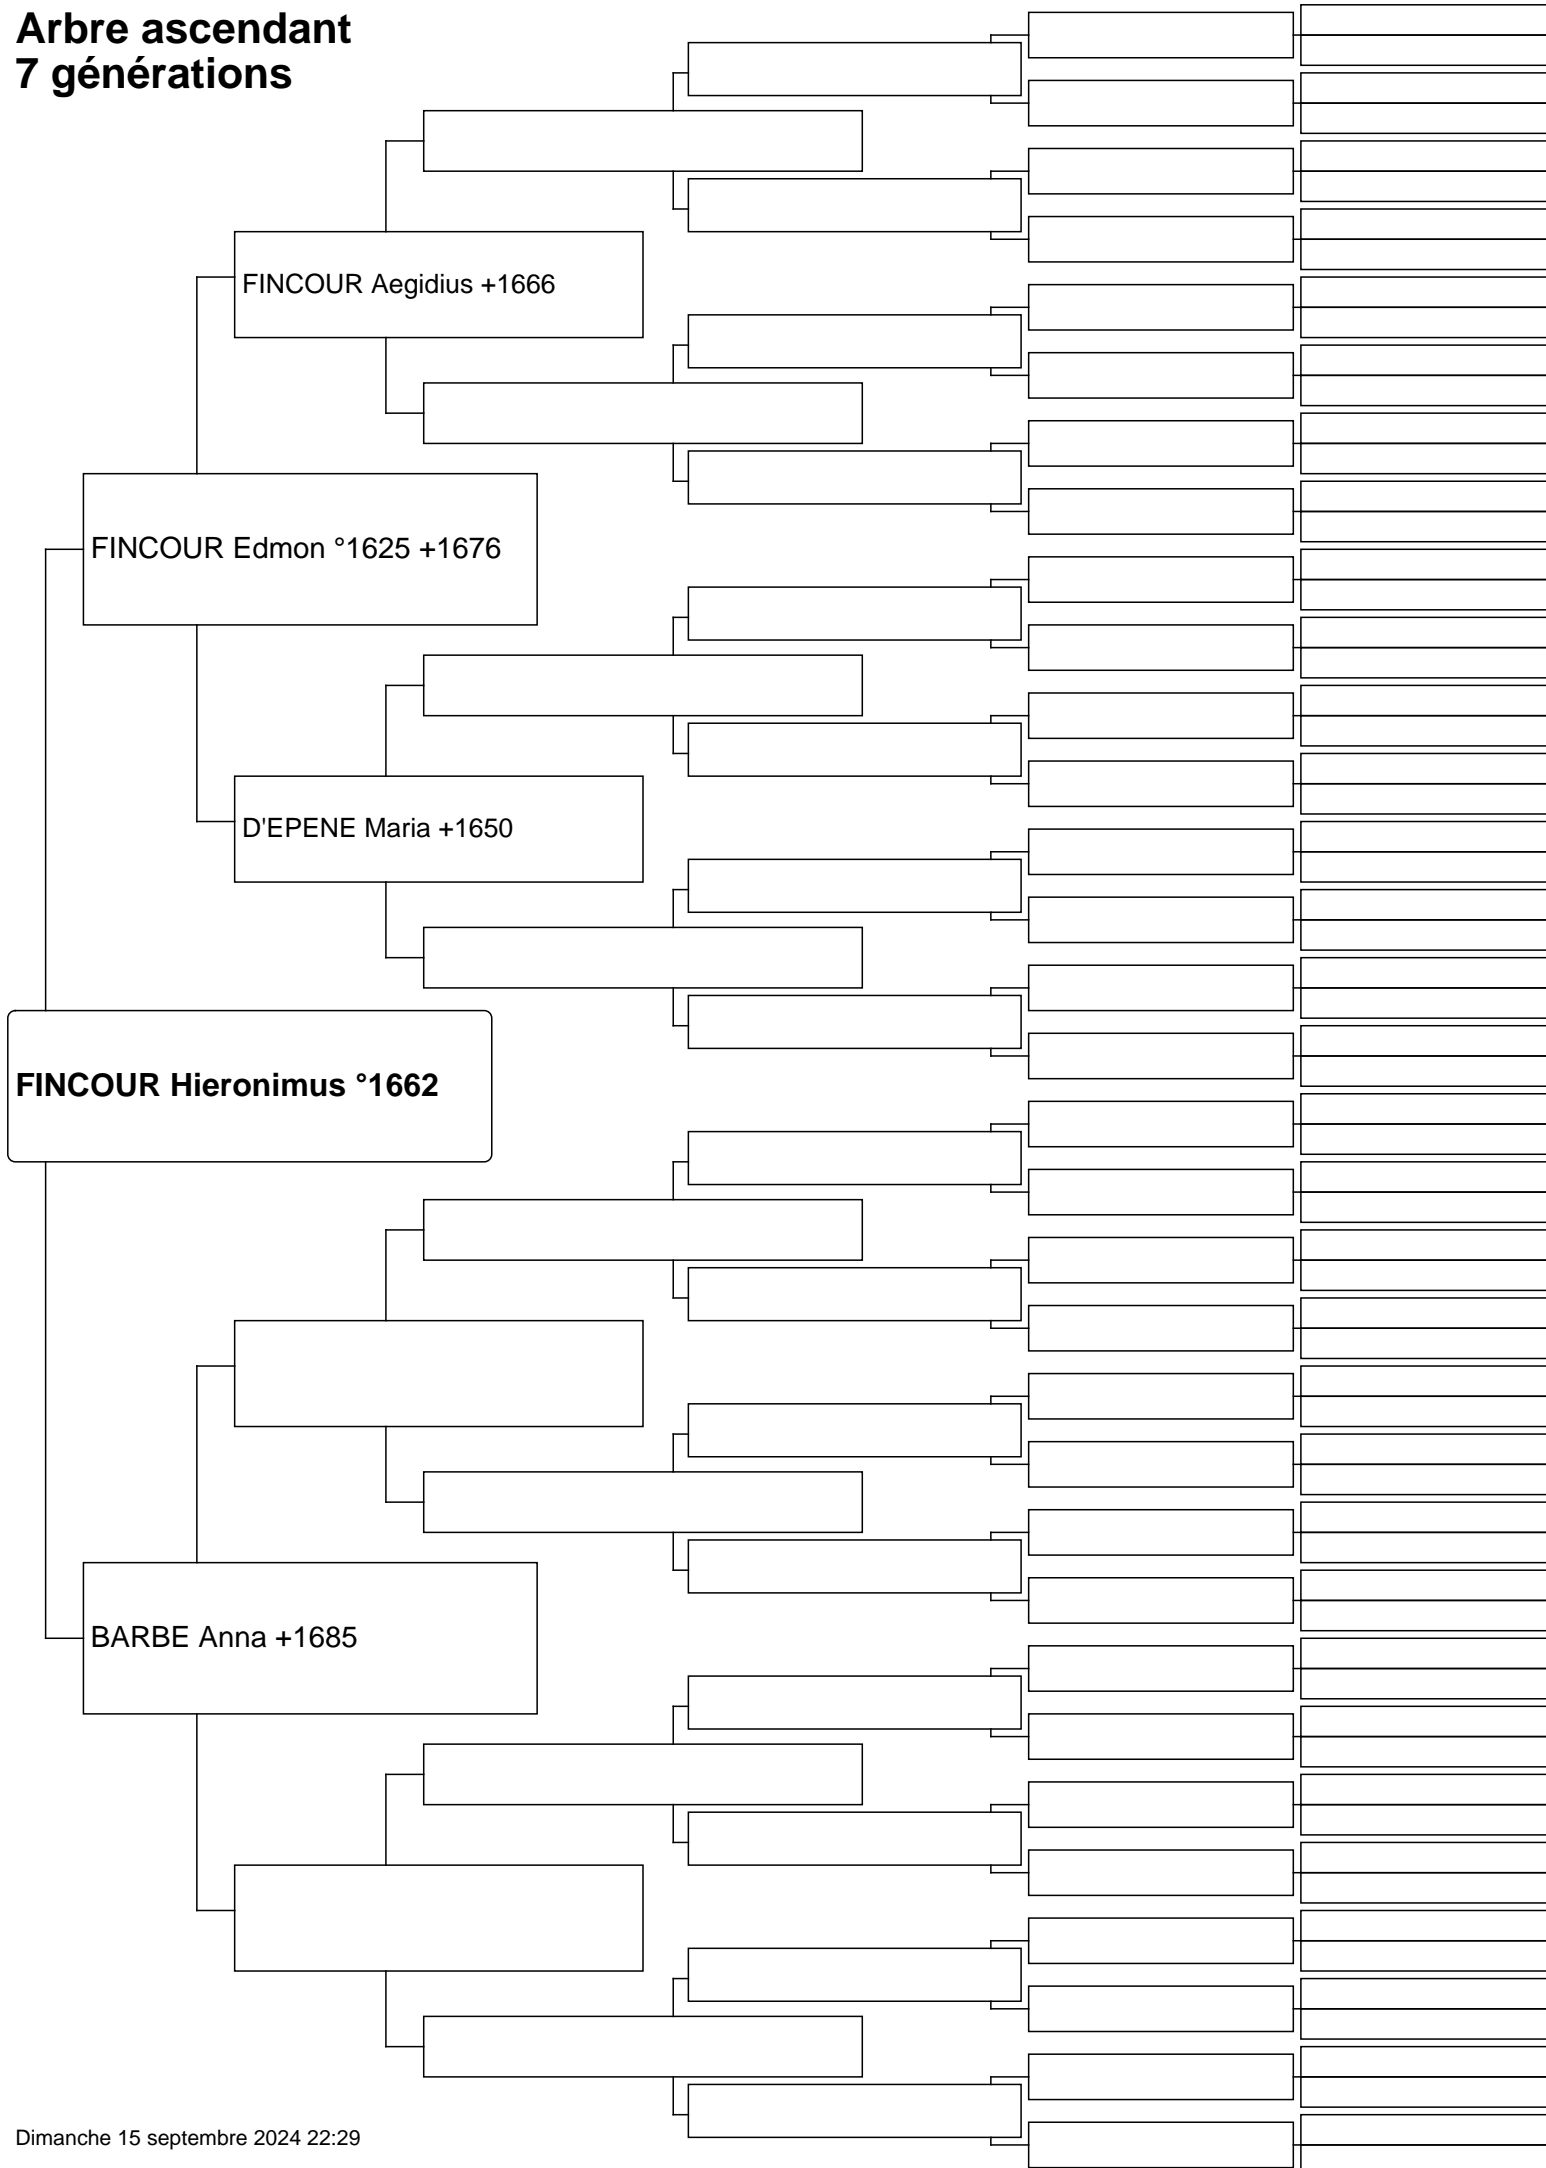 Arbre ascendant
7 générations
FINCOUR Aegidius +1666
FINCOUR Edmon °1625 +1676
D'EPENE Maria +1650
FINCOUR Hieronimus °1662
BARBE Anna +1685
Dimanche 15 septembre 2024 22:29